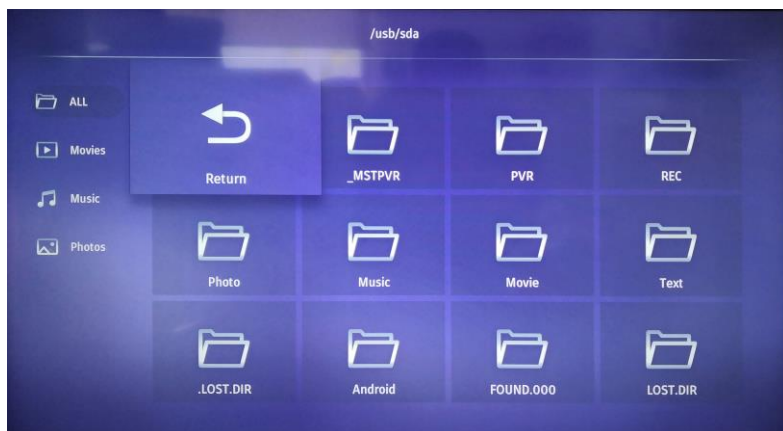 /usb/sda
ALL
Movies
Music
Photos
Return
_MSTPVR
PVR
REC
Photo
Music
Movie
Text
.LOST.DIR
Android
FOUND.000
LOST.DIR